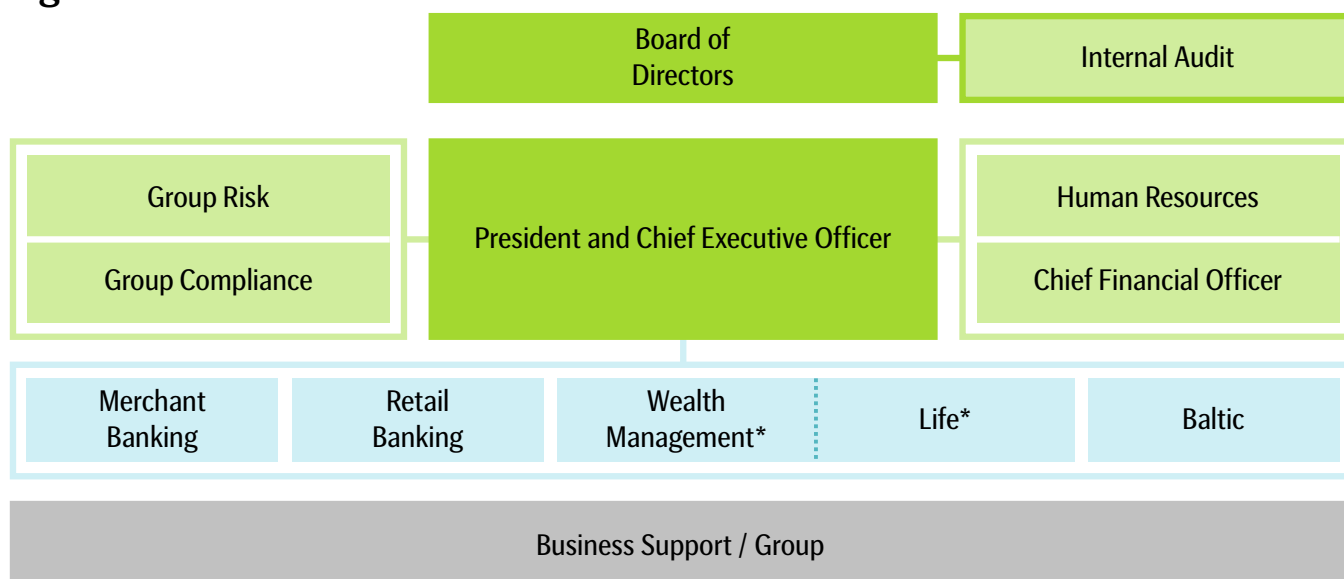 Board of
Directors
Internal Audit
Group Risk
Group Compliance
President and Chief Executive Officer
Human Resources
Chief Financial Officer
Merchant
Banking
Retail
Banking
Wealth
Management*
Life*
Baltic
Business Support / Group